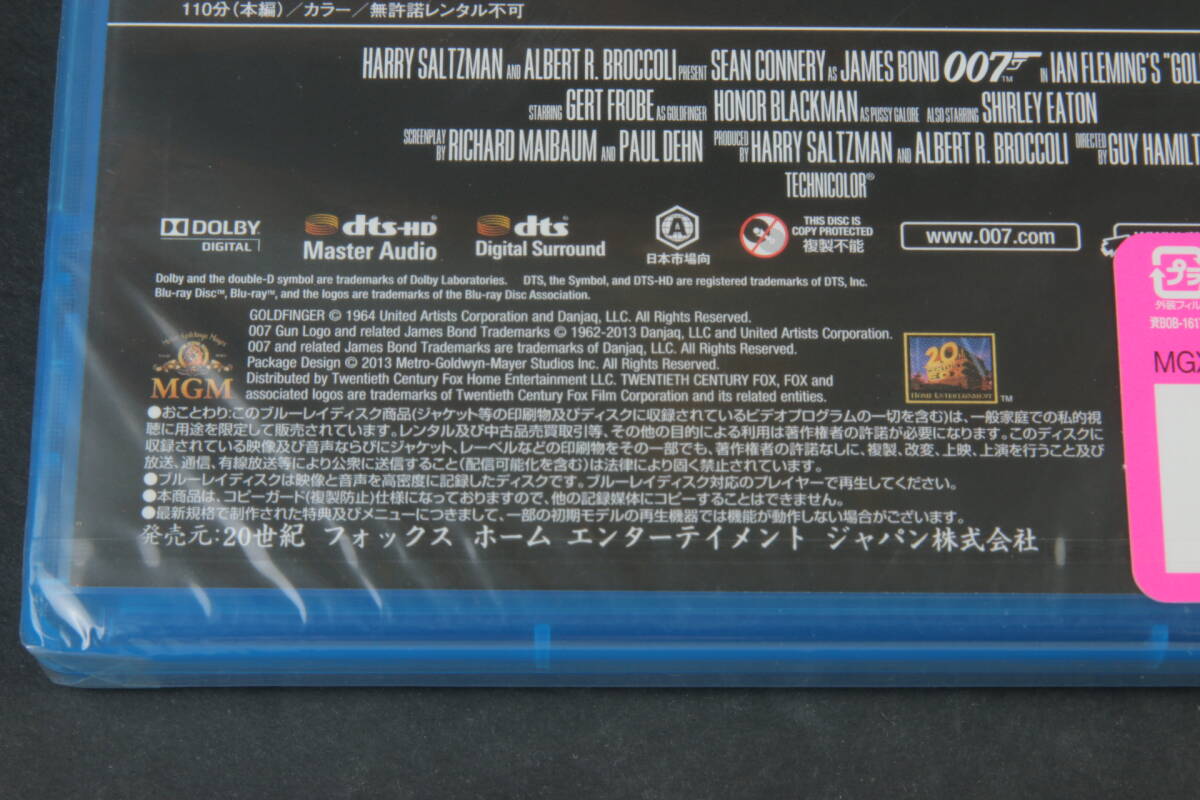 110分(本編)/カラー/無許諾レンタル不可
HARRY SALTZMAN AND ALBERT R. BROCCOLI PRESENT SEAN CONNERY AS JAMES BOND 007™ IN IAN FLEMING'S "GOL
STARRING GERT FROBE AS GOLDFINGER HONOR BLACKMAN AS PUSSY GALORE ALSO STARRING SHIRLEY EATON
SCREENPLAY BY RICHARD MAIBAUM AND PAUL DEHN PRODUCED BY HARRY SALTZMAN AND ALBERT R. BROCCOLI DIRECTED BY GUY HAMILT
TECHNICOLOR®
DOLBY DIGITAL
dts-HD Master Audio
dts Digital Surround
A 日本市場向
THIS DISC IS COPY PROTECTED 複製不能
www.007.com
Dolby and the double-D symbol are trademarks of Dolby Laboratories. DTS, the Symbol, and DTS-HD are registered trademarks of DTS, Inc.
Blu-ray Disc™, Blu-ray™, and the logos are trademarks of the Blu-ray Disc Association.
GOLDFINGER © 1964 United Artists Corporation and Danjaq, LLC. All Rights Reserved.
007 Gun Logo and related James Bond Trademarks © 1962-2013 Danjaq, LLC and United Artists Corporation.
007 and related James Bond Trademarks are trademarks of Danjaq, LLC. All Rights Reserved.
Package Design © 2013 Metro-Goldwyn-Mayer Studios Inc. All Rights Reserved.
Distributed by Twentieth Century Fox Home Entertainment LLC. TWENTIETH CENTURY FOX, FOX and
associated logos are trademarks of Twentieth Century Fox Film Corporation and its related entities.
MGM
20
HOME ENTERTAINMENT ™
プラ
外装フィル
資BOB-161
MGX
●おことわり:このブルーレイディスク商品(ジャケット等の印刷物及びディスクに収録されているビデオプログラムの一切を含む)は、一般家庭での私的視
聴に用途を限定して販売されています。レンタル及び中古品売買取引等、その他の目的による利用は著作権者の許諾が必要になります。このディスクに
収録されている映像及び音声ならびにジャケット、レーベルなどの印刷物をその一部でも、著作権者の許諾なしに、複製、改変、上映、上演を行うこと及び
放送、通信、有線放送等により公衆に送信すること(配信可能化を含む)は法律により固く禁止されています。
●ブルーレイディスクは映像と音声を高密度に記録したディスクです。ブルーレイディスク対応のプレイヤーで再生してください。
●本商品は、コピーガード(複製防止)仕様になっておりますので、他の記録媒体にコピーすることはできません。
●最新規格で制作された特典及びメニューにつきまして、一部の初期モデルの再生機器では機能が動作しない場合がございます。
発売元:20世紀 フォックス ホーム エンターテイメント ジャパン株式会社